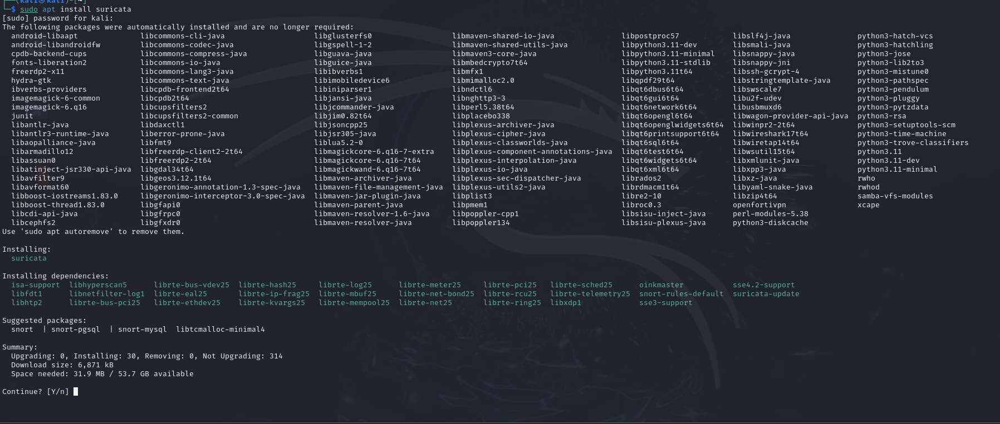 (kali㉿kali)-[~]
$ sudo apt install suricata
[sudo] password for kali:
The following packages were automatically installed and are no longer required:
android-libaapt libcommons-cli-java libglusterfs0 libmaven-shared-io-java libpostproc57 libslf4j-java python3-hatch-vcs
android-libandroidfw libcommons-codec-java libgspell-1-2 libmaven-shared-utils-java libpython3.11-dev libsmali-java python3-hatchling
cpdb-backend-cups libcommons-compress-java libguava-java libmaven3-core-java libpython3.11-minimal libsnappy-java python3-jose
fonts-liberation2 libcommons-io-java libguice-java libmbedcrypto7t64 libpython3.11-stdlib libsnappy-jni python3-lib2to3
freerdp2-x11 libcommons-lang3-java libibverbs1 libmfx1 libpython3.11t64 libssh-gcrypt-4 python3-mistune0
hydra-gtk libcommons-text-java libimobiledevice6 libmimalloc2.0 libqpdf29t64 libstringtemplate-java python3-pathspec
ibverbs-providers libcpdb-frontend2t64 libiniparser1 libndctl6 libqt6dbus6t64 libswscale7 python3-pendulum
imagemagick-6-common libcpdb2t64 libjansi-java libnghttp3-3 libqt6gui6t64 libu2f-udev python3-pluggy
imagemagick-6.q16 libcupsfilters2 libjcommander-java libperl5.38t64 libqt6network6t64 libusbmuxd6 python3-pytzdata
junit libcupsfilters2-common libjim0.82t64 libplacebo338 libqt6opengl6t64 libwagon-provider-api-java python3-rsa
libantlr-java libdaxctl1 libjsoncpp25 libplexus-archiver-java libqt6openglwidgets6t64 libwinpr2-2t64 python3-setuptools-scm
libantlr3-runtime-java liberror-prone-java libjsr305-java libplexus-cipher-java libqt6printsupport6t64 libwireshark17t64 python3-time-machine
libaopalliance-java libfmt9 liblua5.2-0 libplexus-classworlds-java libqt6sql6t64 libwiretap14t64 python3-trove-classifiers
libarmadillo12 libfreerdp-client2-2t64 libmagickcore-6.q16-7-extra libplexus-component-annotations-java libqt6test6t64 libwsutil15t64 python3.11
libassuan0 libfreerdp2-2t64 libmagickcore-6.q16-7t64 libplexus-interpolation-java libqt6widgets6t64 libxmlunit-java python3.11-dev
libatinject-jsr330-api-java libgdal34t64 libmagickwand-6.q16-7t64 libplexus-io-java libqt6xml6t64 libxpp3-java python3.11-minimal
libavfilter9 libgeos3.12.1t64 libmaven-archiver-java libplexus-sec-dispatcher-java librados2 libxz-java rwho
libavformat60 libgeronimo-annotation-1.3-spec-java libmaven-file-management-java libplexus-utils2-java librdmacm1t64 libyaml-snake-java rwhod
libboost-iostreams1.83.0 libgeronimo-interceptor-3.0-spec-java libmaven-jar-plugin-java libplist3 libre2-10 libzip4t64 samba-vfs-modules
libboost-thread1.83.0 libgfapi0 libmaven-parent-java libpmem1 libroc0.3 openfortivpn xcape
libcdi-api-java libgfrpc0 libmaven-resolver-1.6-java libpoppler-cpp1 libsisu-inject-java perl-modules-5.38
libcephfs2 libgfxdr0 libmaven-resolver-java libpoppler134 libsisu-plexus-java python3-diskcache
Use 'sudo apt autoremove' to remove them.
Installing:
suricata
Installing dependencies:
isa-support libhyperscan5 librte-bus-vdev25 librte-hash25 librte-log25 librte-meter25 librte-pci25 librte-sched25 oinkmaster sse4.2-support
libfdt1 libnetfilter-log1 librte-eal25 librte-ip-frag25 librte-mbuf25 librte-net-bond25 librte-rcu25 librte-telemetry25 snort-rules-default suricata-update
libhtp2 librte-bus-pci25 librte-ethdev25 librte-kvargs25 librte-mempool25 librte-net25 librte-ring25 libxdp1 sse3-support
Suggested packages:
snort | snort-pgsql | snort-mysql libtcmalloc-minimal4
Summary:
Upgrading: 0, Installing: 30, Removing: 0, Not Upgrading: 314
Download size: 6,871 kB
Space needed: 31.9 MB / 53.7 GB available
Continue? [Y/n]